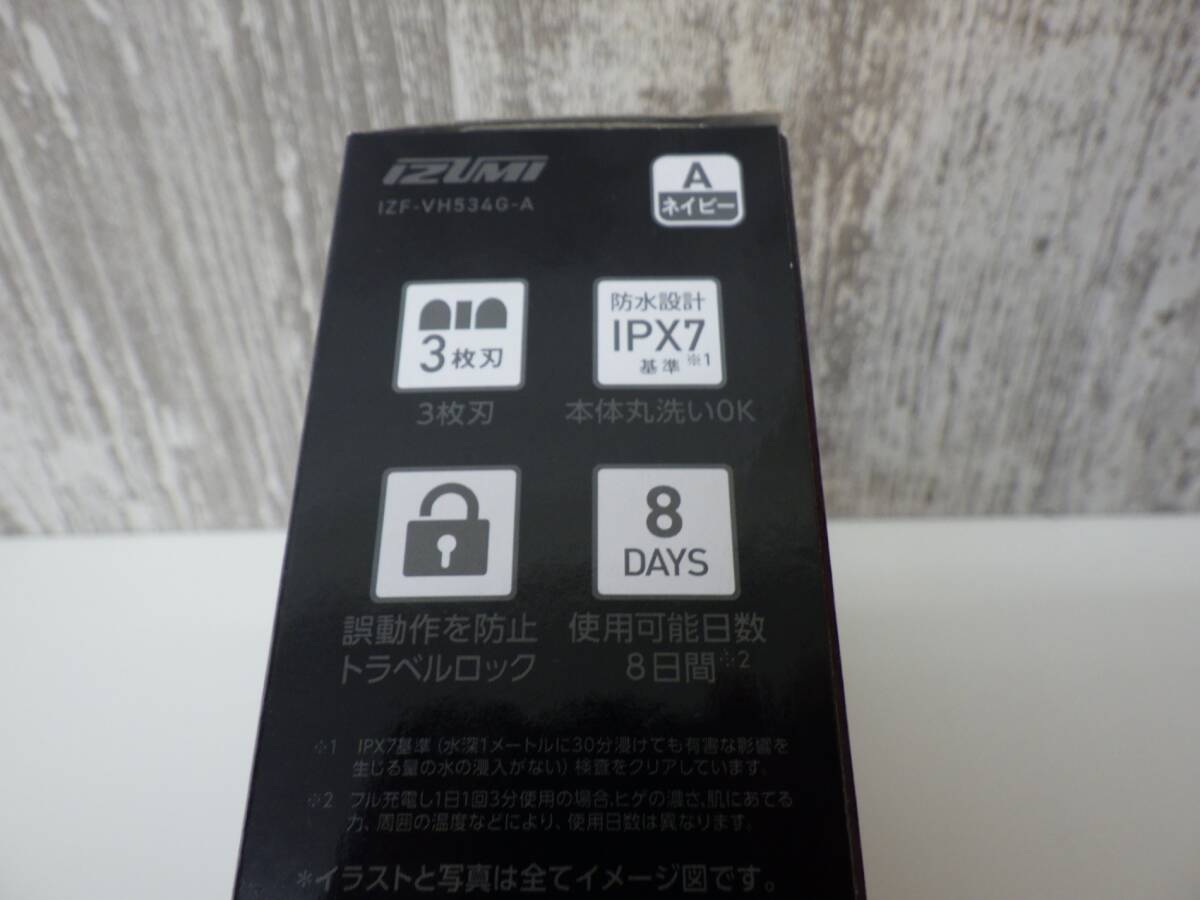 IZUMI
IZF-VH534G-A
A
ネイビー
3枚刃
3枚刃
防水設計
IPX7
基準※1
本体丸洗いOK
誤動作を防止
トラベルロック
8
DAYS
使用可能日数
8日間※2
※1 IPX7基準(水深1メートルに30分浸けても有害な影響を
生じる量の水の浸入がない)検査をクリアしています。
※2 フル充電し1日1回3分使用の場合、ヒゲの濃さ、肌にあてる
力、周囲の温度などにより、使用日数は異なります。
*イラストと写真は全てイメージ図です。